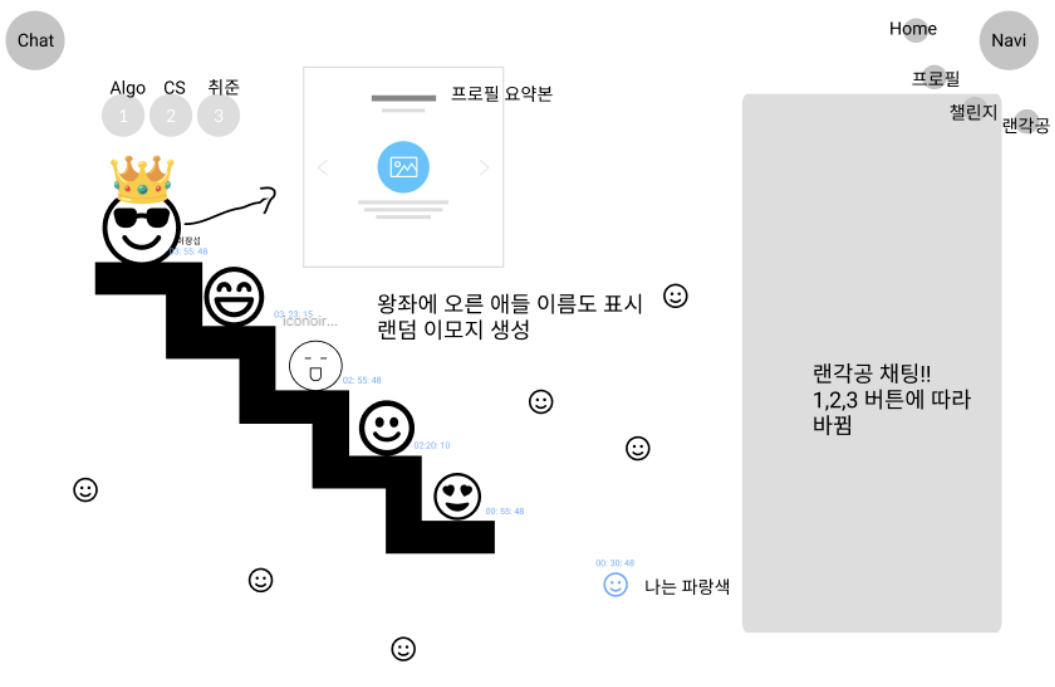 Chat
Home
Navi
프로필
챌린지
랜각공
Algo CS 취준
1 2 3
프로필 요약본
03: 55: 48
03: 23: 15
iconoir...
02: 55: 48
02:20: 10
00: 55: 48
왕좌에 오른 애들 이름도 표시
랜덤 이모지 생성
랜각공 채팅!!
1,2,3 버튼에 따라
바뀜
00: 30: 48
나는 파랑색